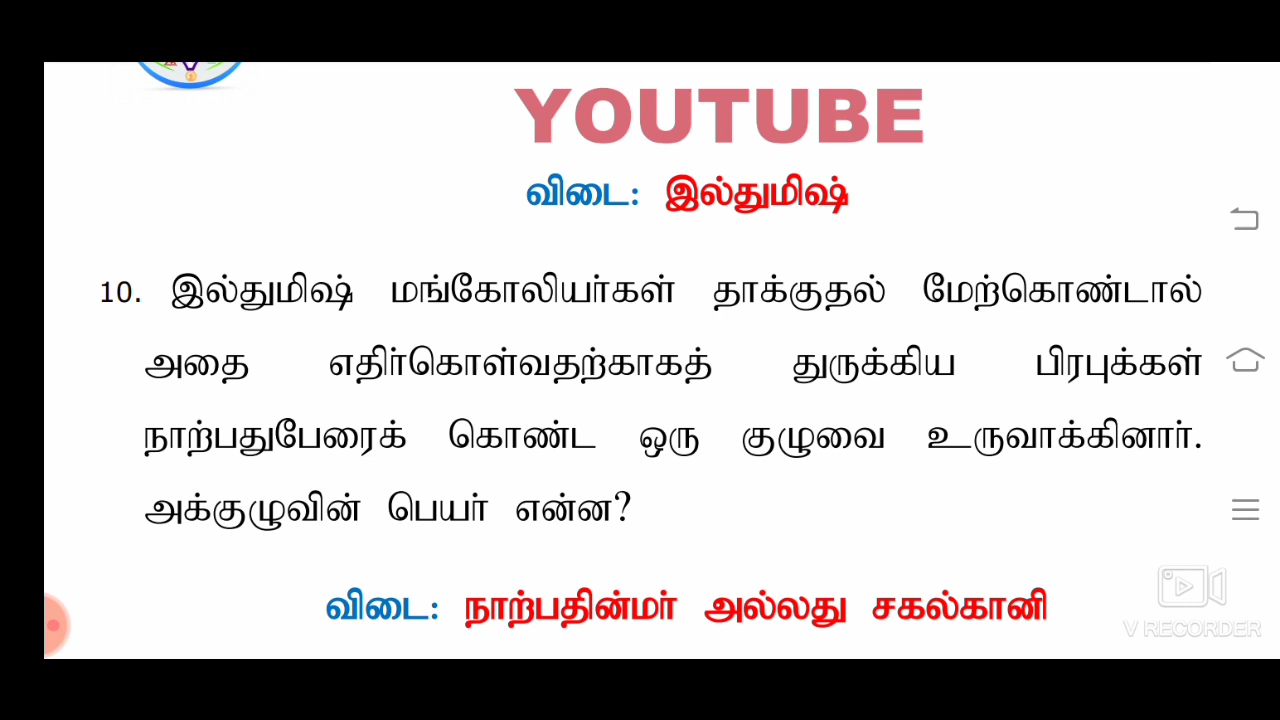 YOUTUBE
விடை: இல்துமிஷ்
10. இல்துமிஷ் மங்கோலியர்கள் தாக்குதல் மேற்கொண்டால்
அதை எதிர்கொள்வதற்காகத் துருக்கிய பிரபுக்கள்
நாற்பதுபேரைக் கொண்ட ஒரு குழுவை உருவாக்கினார்.
அக்குழுவின் பெயர் என்ன?
விடை: நாற்பதின்மர் அல்லது சகல்கானி
V RECORDER